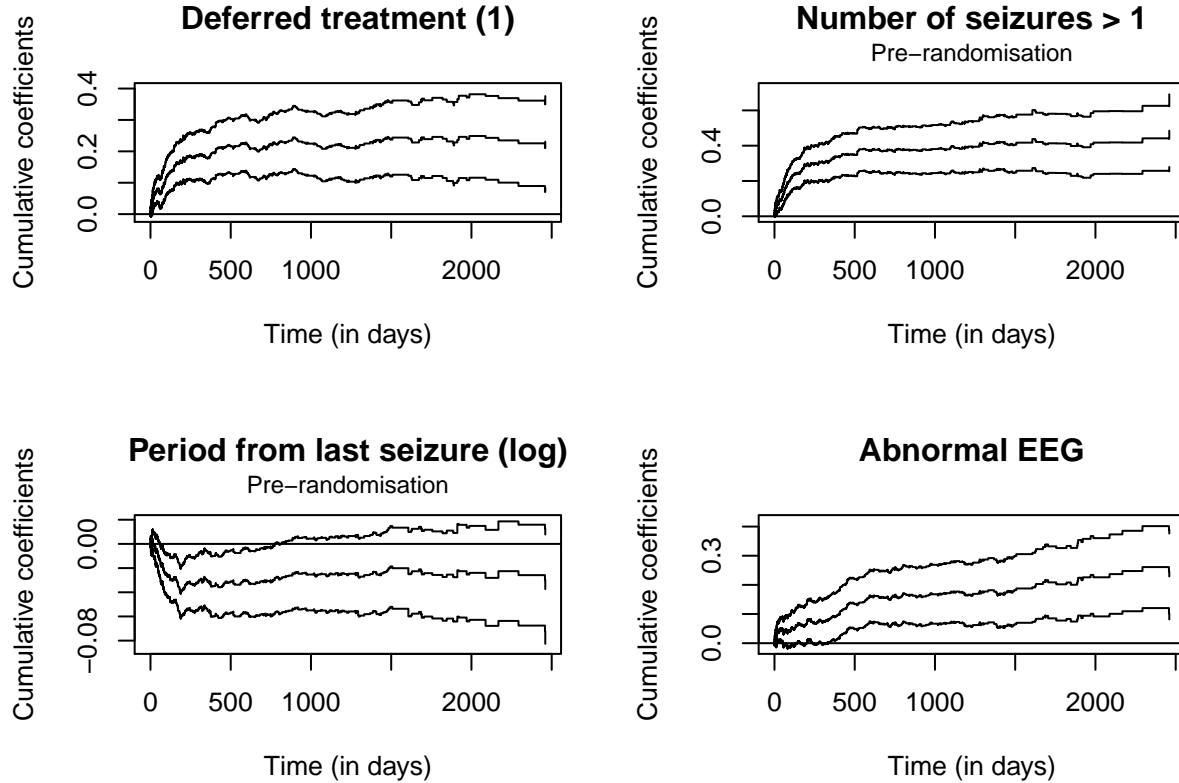 Deferred treatment (1)
Cumulative coefficients
0.0 0.2 0.4
0 500 1000 2000
Time (in days)
Number of seizures > 1
Pre−randomisation
Cumulative coefficients
0.0 0.4
0 500 1000 2000
Time (in days)
Period from last seizure (log)
Pre−randomisation
Cumulative coefficients
−0.08 0.00
0 500 1000 2000
Time (in days)
Abnormal EEG
Cumulative coefficients
0.0 0.3
0 500 1000 2000
Time (in days)